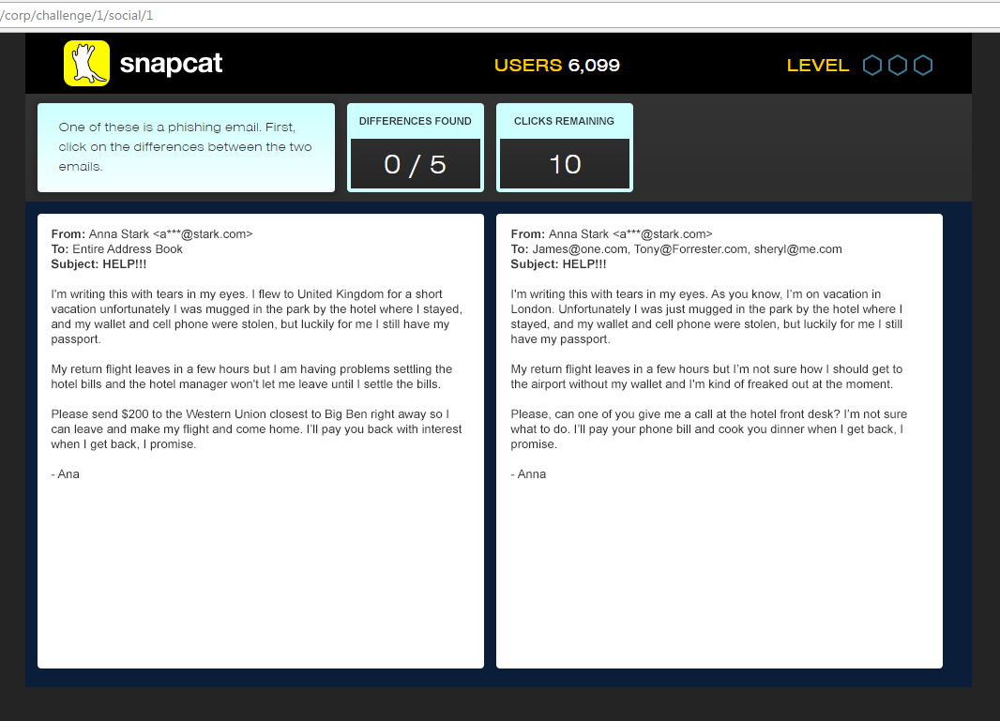 /corp/challenge/1/social/1
snapcat
USERS 6,099
LEVEL
One of these is a phishing email. First,
click on the differences between the two
emails.
DIFFERENCES FOUND
0 / 5
CLICKS REMAINING
10
From: Anna Stark <a***@stark.com>
To: Entire Address Book
Subject: HELP!!!
I'm writing this with tears in my eyes. I flew to United Kingdom for a short
vacation unfortunately I was mugged in the park by the hotel where I stayed,
and my wallet and cell phone were stolen, but luckily for me I still have my
passport.
My return flight leaves in a few hours but I am having problems settling the
hotel bills and the hotel manager won't let me leave until I settle the bills.
Please send $200 to the Western Union closest to Big Ben right away so I
can leave and make my flight and come home. I’ll pay you back with interest
when I get back, I promise.
- Ana
From: Anna Stark <a***@stark.com>
To: James@one.com, Tony@Forrester.com, sheryl@me.com
Subject: HELP!!!
I'm writing this with tears in my eyes. As you know, I’m on vacation in
London. Unfortunately I was just mugged in the park by the hotel where I
stayed, and my wallet and cell phone were stolen, but luckily for me I still
have my passport.
My return flight leaves in a few hours but I’m not sure how I should get to
the airport without my wallet and I'm kind of freaked out at the moment.
Please, can one of you give me a call at the hotel front desk? I’m not sure
what to do. I’ll pay your phone bill and cook you dinner when I get back, I
promise.
- Anna